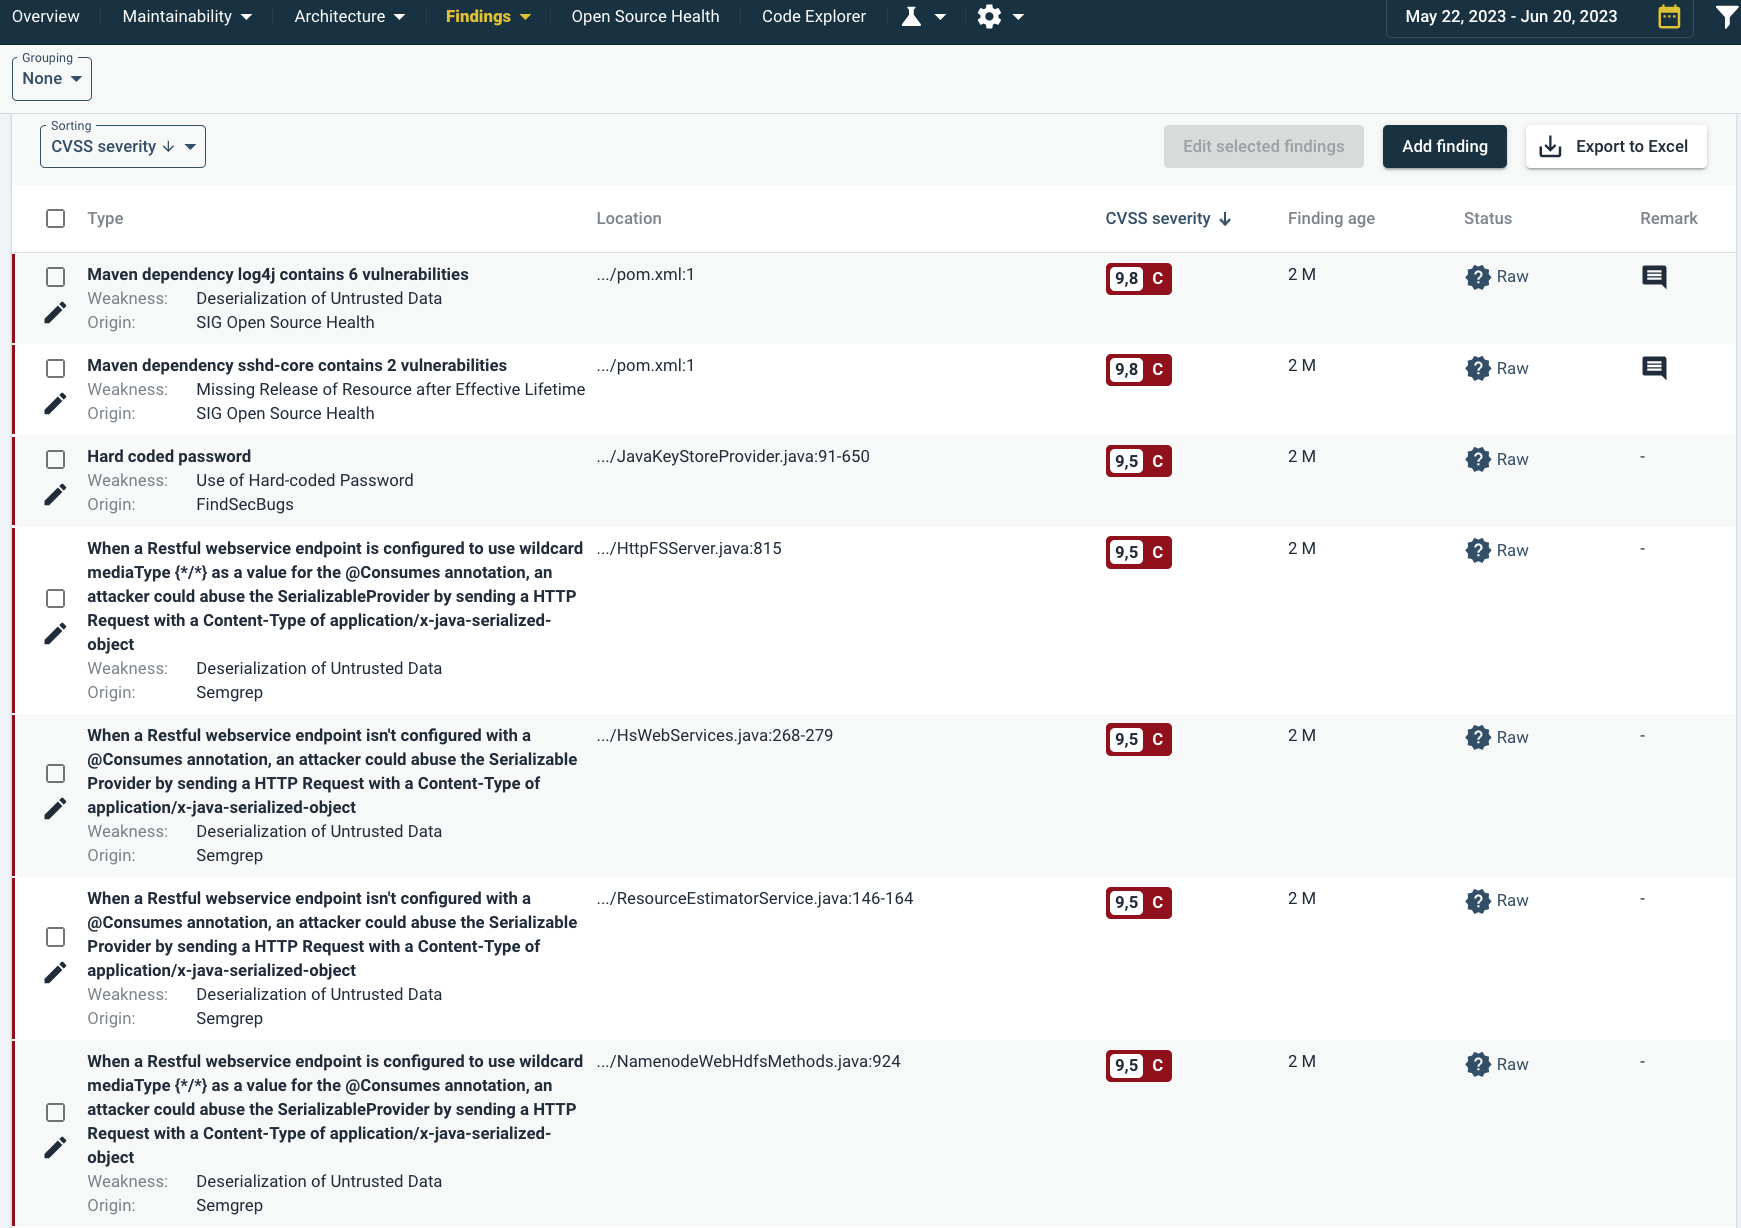 Overview Maintainability Architecture Findings Open Source Health Code Explorer May 22, 2023 - Jun 20, 2023
Grouping
None
Sorting
CVSS severity ↓
Edit selected findings Add finding Export to Excel
Type Location CVSS severity ↓ Finding age Status Remark
Maven dependency log4j contains 6 vulnerabilities .../pom.xml:1 9,8 C 2 M ? Raw
Weakness: Deserialization of Untrusted Data
Origin: SIG Open Source Health
Maven dependency sshd-core contains 2 vulnerabilities .../pom.xml:1 9,8 C 2 M ? Raw
Weakness: Missing Release of Resource after Effective Lifetime
Origin: SIG Open Source Health
Hard coded password .../JavaKeyStoreProvider.java:91-650 9,5 C 2 M ? Raw -
Weakness: Use of Hard-coded Password
Origin: FindSecBugs
When a Restful webservice endpoint is configured to use wildcard .../HttpFSServer.java:815 9,5 C 2 M ? Raw -
mediaType {*/*} as a value for the @Consumes annotation, an
attacker could abuse the SerializableProvider by sending a HTTP
Request with a Content-Type of application/x-java-serialized-
object
Weakness: Deserialization of Untrusted Data
Origin: Semgrep
When a Restful webservice endpoint isn't configured with a .../HsWebServices.java:268-279 9,5 C 2 M ? Raw -
@Consumes annotation, an attacker could abuse the Serializable
Provider by sending a HTTP Request with a Content-Type of
application/x-java-serialized-object
Weakness: Deserialization of Untrusted Data
Origin: Semgrep
When a Restful webservice endpoint isn't configured with a .../ResourceEstimatorService.java:146-164 9,5 C 2 M ? Raw -
@Consumes annotation, an attacker could abuse the Serializable
Provider by sending a HTTP Request with a Content-Type of
application/x-java-serialized-object
Weakness: Deserialization of Untrusted Data
Origin: Semgrep
When a Restful webservice endpoint is configured to use wildcard .../NamenodeWebHdfsMethods.java:924 9,5 C 2 M ? Raw -
mediaType {*/*} as a value for the @Consumes annotation, an
attacker could abuse the SerializableProvider by sending a HTTP
Request with a Content-Type of application/x-java-serialized-
object
Weakness: Deserialization of Untrusted Data
Origin: Semgrep